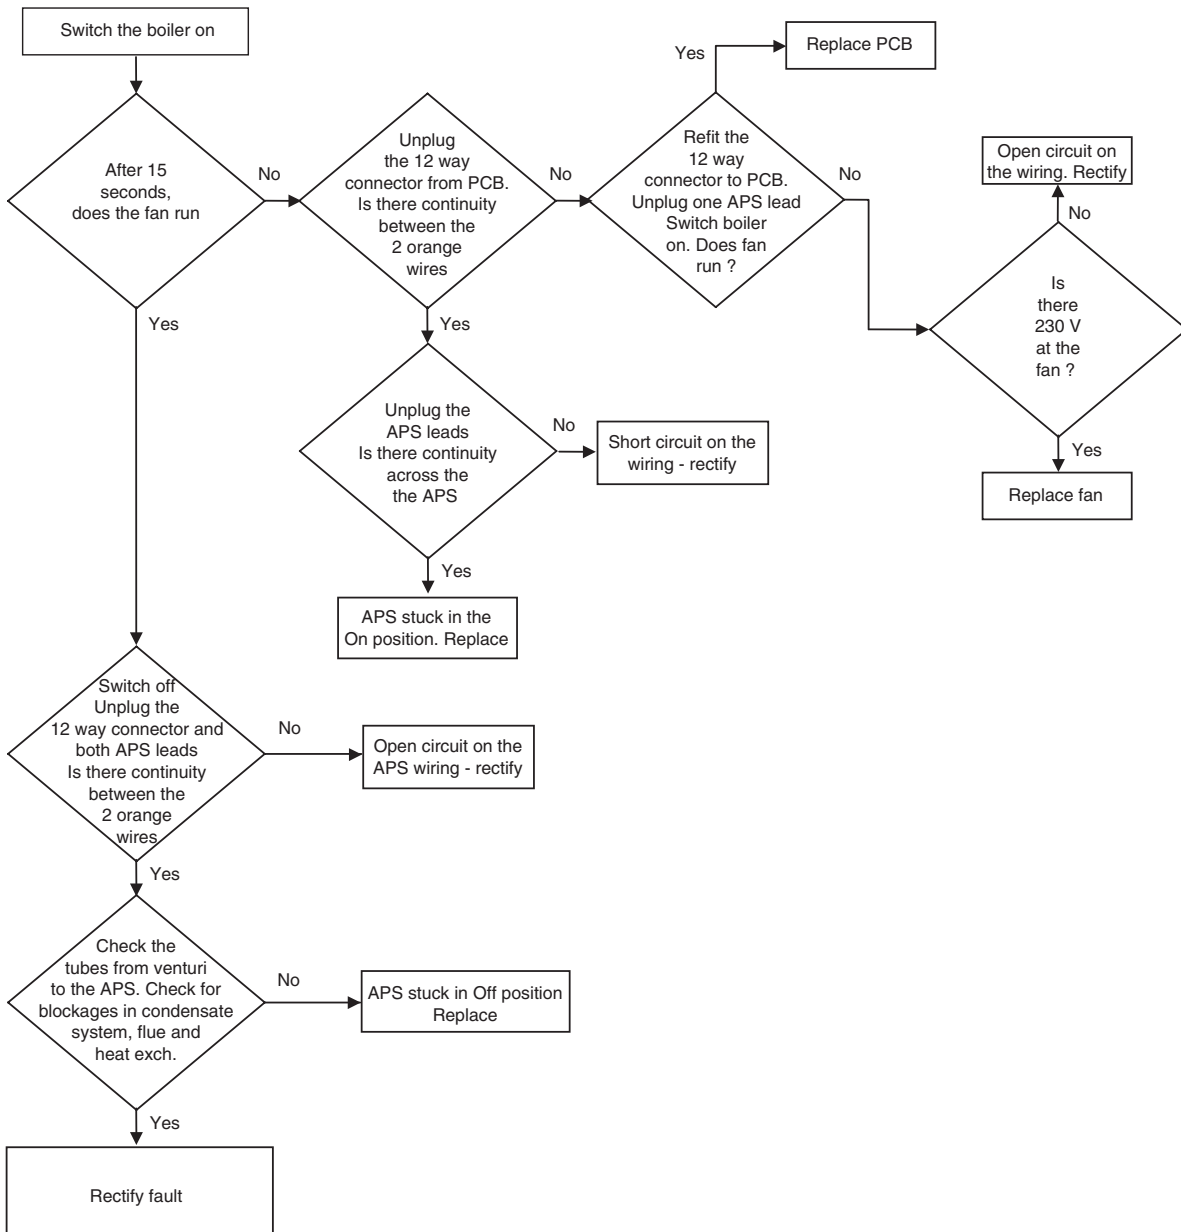 Switch the boiler on
After 15
seconds,
does the fan run
No
Yes
Unplug
the 12 way
connector from PCB.
Is there continuity
between the
2 orange
wires
No
Yes
Refit the
12 way
connector to PCB.
Unplug one APS lead
Switch boiler
on. Does fan
run ?
Yes
Replace PCB
No
Is
there
230 V
at the
fan ?
No
Open circuit on
the wiring. Rectify
Yes
Replace fan
Unplug the
APS leads
Is there continuity
across the
the APS
No
Short circuit on the
wiring - rectify
Yes
APS stuck in the
On position. Replace
Switch off
Unplug the
12 way connector and
both APS leads
Is there continuity
between the
2 orange
wires
No
Open circuit on the
APS wiring - rectify
Yes
Check the
tubes from venturi
to the APS. Check for
blockages in condensate
system, flue and
heat exch.
No
APS stuck in Off position
Replace
Yes
Rectify fault